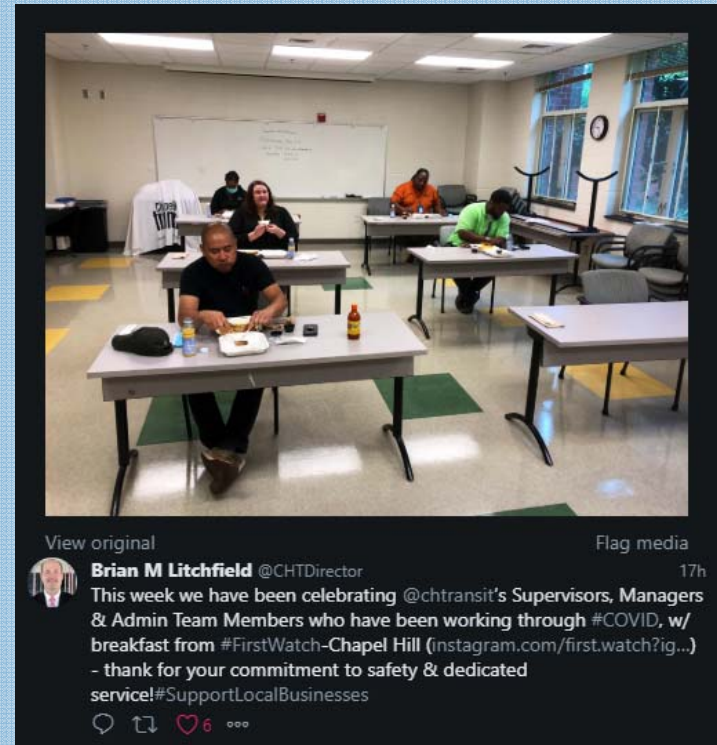 View original
Flag media
Brian M Litchfield @CHTDirector
17h
This week we have been celebrating @chtransit's Supervisors, Managers
& Admin Team Members who have been working through #COVID, w/
breakfast from #FirstWatch-Chapel Hill (instagram.com/first.watch?ig...)
- thank for your commitment to safety & dedicated
service!#SupportLocalBusinesses
6